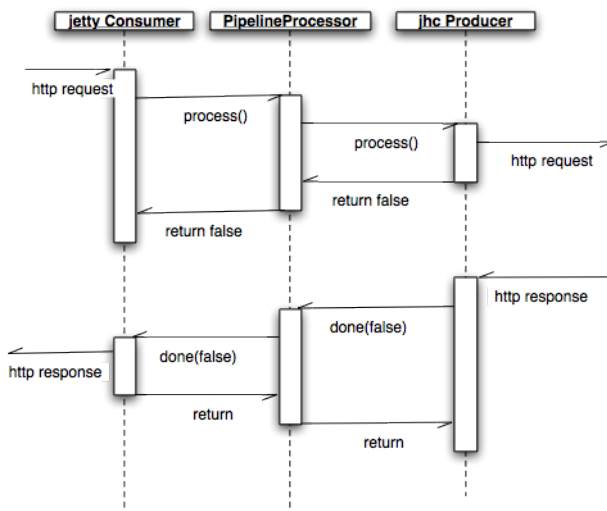 jetty Consumer
PipelineProcessor
jhc Producer
http request
process()
process()
http request
return false
return false
http response
done(false)
done(false)
http response
return
return